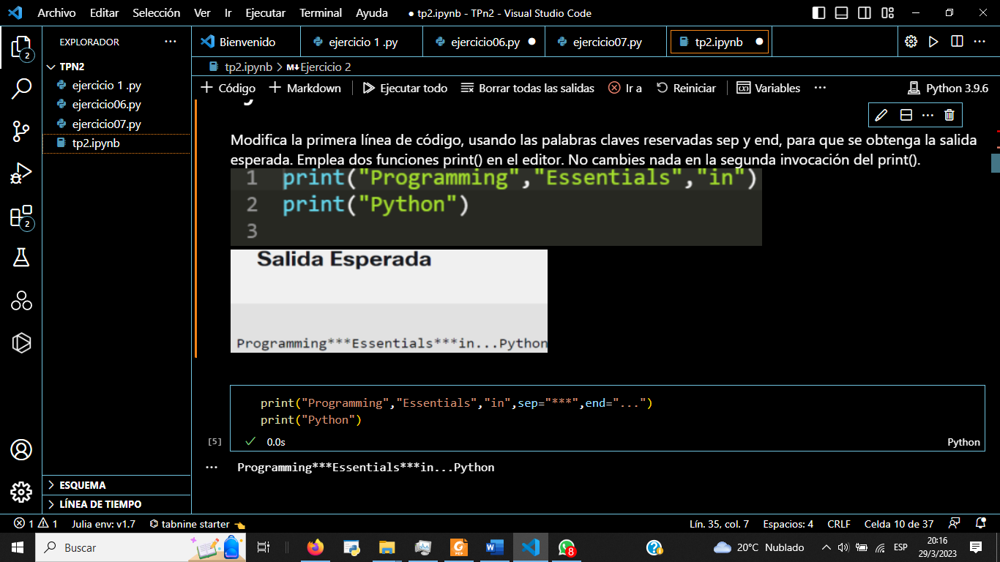 Archivo Editar Selección Ver Ir Ejecutar Terminal Ayuda ● tp2.ipynb - TPn2 - Visual Studio Code
EXPLORADOR ···
Bienvenido ejercicio 1 .py ejercicio06.py ● ejercicio07.py tp2.ipynb ●
2
TPN2
ejercicio 1 .py
ejercicio06.py
ejercicio07.py
tp2.ipynb
2
tp2.ipynb > M↓Ejercicio 2
+ Código + Markdown Ejecutar todo Borrar todas las salidas Ir a Reiniciar Variables ··· Python 3.9.6
Modifica la primera línea de código, usando las palabras claves reservadas sep y end, para que se obtenga la salida
esperada. Emplea dos funciones print() en el editor. No cambies nada en la segunda invocación del print().
1 print("Programming","Essentials","in")
2 print("Python")
3
Salida Esperada
Programming***Essentials***in...Python
print("Programming","Essentials","in",sep="***",end="...")
print("Python")
[5] ✓ 0.0s Python
··· Programming***Essentials***in...Python
ESQUEMA
LÍNEA DE TIEMPO
1 1 Julia env: v1.7 tabnine starter 👈 Lín. 35, col. 7 Espacios: 4 CRLF Celda 10 de 37
Buscar 8 20°C Nublado ESP 20:16
29/3/2023